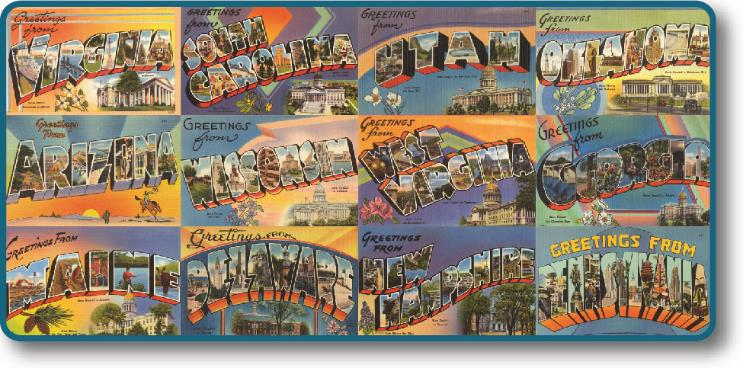 Greetings
from
VIRGINIA
GREETINGS
from
SOUTH
CAROLINA
GREETINGS
from
UTAH
GREETINGS
from
OKLAHOMA
Greetings
from
ARIZONA
GREETINGS
from
WISCONSIN
GREETINGS
from
WEST
VIRGINIA
GREETINGS
from
GEORGIA
GREETINGS FROM
MAINE
GREETINGS FROM
DELAWARE
GREETINGS
FROM
NEW
HAMPSHIRE
GREETINGS FROM
PENNSYLVANIA